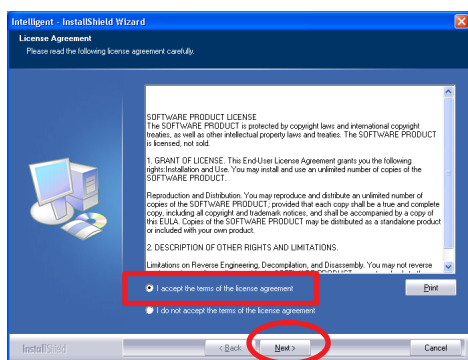 Intelligent - InstallShield Wizard
License Agreement
Please read the following license agreement carefully.
SOFTWARE PRODUCT LICENSE
The SOFTWARE PRODUCT is protected by copyright laws and international copyright
treaties, as well as other intellectual property laws and treaties. The SOFTWARE PRODUCT
is licensed, not sold.
1. GRANT OF LICENSE. This End-User License Agreement grants you the following
rights:Installation and Use. You may install and use an unlimited number of copies of the
SOFTWARE PRODUCT.
Reproduction and Distribution. You may reproduce and distribute an unlimited number of
copies of the SOFTWARE PRODUCT; provided that each copy shall be a true and complete
copy, including all copyright and trademark notices, and shall be accompanied by a copy of
this EULA. Copies of the SOFTWARE PRODUCT may be distributed as a standalone product
or included with your own product.
2. DESCRIPTION OF OTHER RIGHTS AND LIMITATIONS.
Limitations on Reverse Engineering, Decompilation, and Disassembly. You may not reverse
I accept the terms of the license agreement
Print
I do not accept the terms of the license agreement
InstallShield
< Back
Next >
Cancel